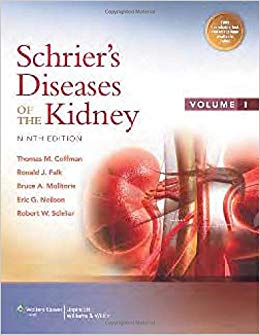 Schrier's
Diseases
OF THE Kidney
NINTH EDITION
VOLUME I
Thomas M. Coffman
Ronald J. Falk
Bruce A. Molitoris
Eric G. Neilson
Robert W. Schrier
Wolters Kluwer
Lippincott
Williams & Wilkins